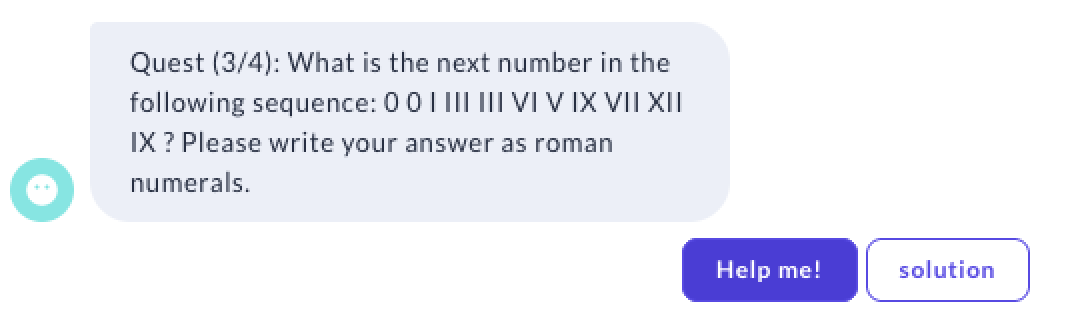 Quest (3/4): What is the next number in the
following sequence: 0 0 I III III VI V IX VII XII
IX ? Please write your answer as roman
numerals.
Help me!
solution